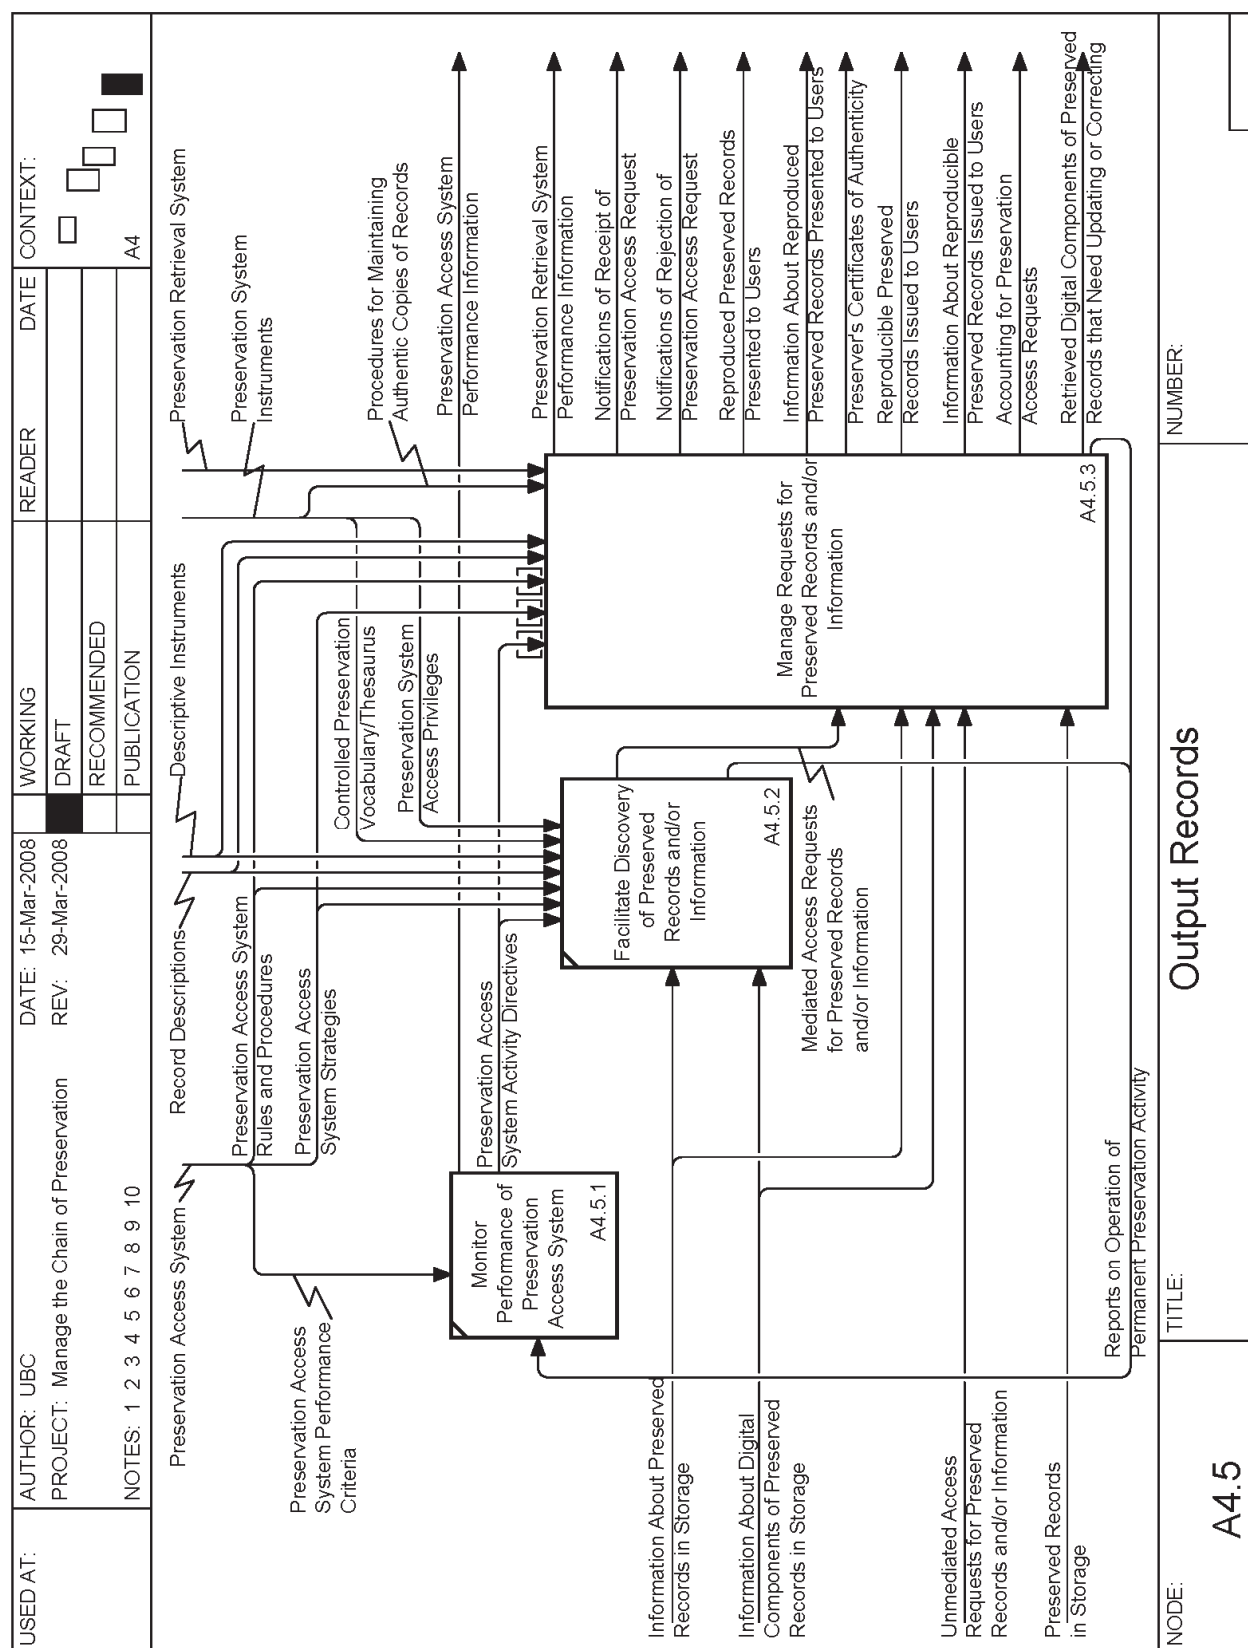 USED AT:
AUTHOR: UBC
PROJECT: Manage the Chain of Preservation
NOTES: 1 2 3 4 5 6 7 8 9 10
DATE: 15-Mar-2008
REV: 29-Mar-2008
WORKING
DRAFT
RECOMMENDED
PUBLICATION
READER
DATE
CONTEXT:
A4
Preservation Access System
Record Descriptions
Descriptive Instruments
Preservation Retrieval System
Preservation System
Instruments
Preservation Access System
Rules and Procedures
Preservation Access
System Strategies
Preservation Access
System Performance
Criteria
Controlled Preservation
Vocabulary/Thesaurus
Preservation System
Access Privileges
Procedures for Maintaining
Authentic Copies of Records
Preservation Access System
Performance Information
Preservation Access
System Activity Directives
Monitor
Performance of
Preservation
Access System
A4.5.1
Facilitate Discovery
of Preserved
Records and/or
Information
A4.5.2
Manage Requests for
Preserved Records and/or
Information
A4.5.3
Preservation Retrieval System
Performance Information
Notifications of Receipt of
Preservation Access Request
Notifications of Rejection of
Preservation Access Request
Reproduced Preserved Records
Presented to Users
Information About Reproduced
Preserved Records Presented to Users
Preserver's Certificates of Authenticity
Reproducible Preserved
Records Issued to Users
Information About Reproducible
Preserved Records Issued to Users
Accounting for Preservation
Access Requests
Retrieved Digital Components of Preserved
Records that Need Updating or Correcting
Mediated Access Requests
for Preserved Records
and/or Information
Information About Preserved
Records in Storage
Information About Digital
Components of Preserved
Records in Storage
Unmediated Access
Requests for Preserved
Records and/or Information
Preserved Records
in Storage
Reports on Operation of
Permanent Preservation Activity
NODE:
A4.5
TITLE:
Output Records
NUMBER: